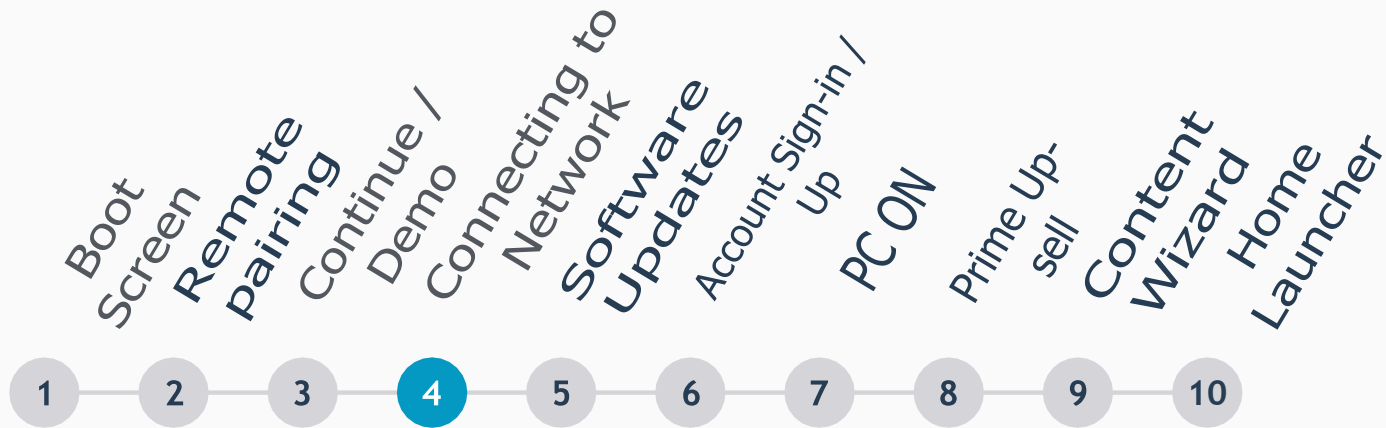 Boot
Screen
Remote
pairing
Continue /
Demo
Connecting to
Network
Software
Updates
Account Sign-in /
Up
PC ON
Prime Up-
sell
Content
Wizard
Home
Launcher
1 2 3 4 5 6 7 8 9 10